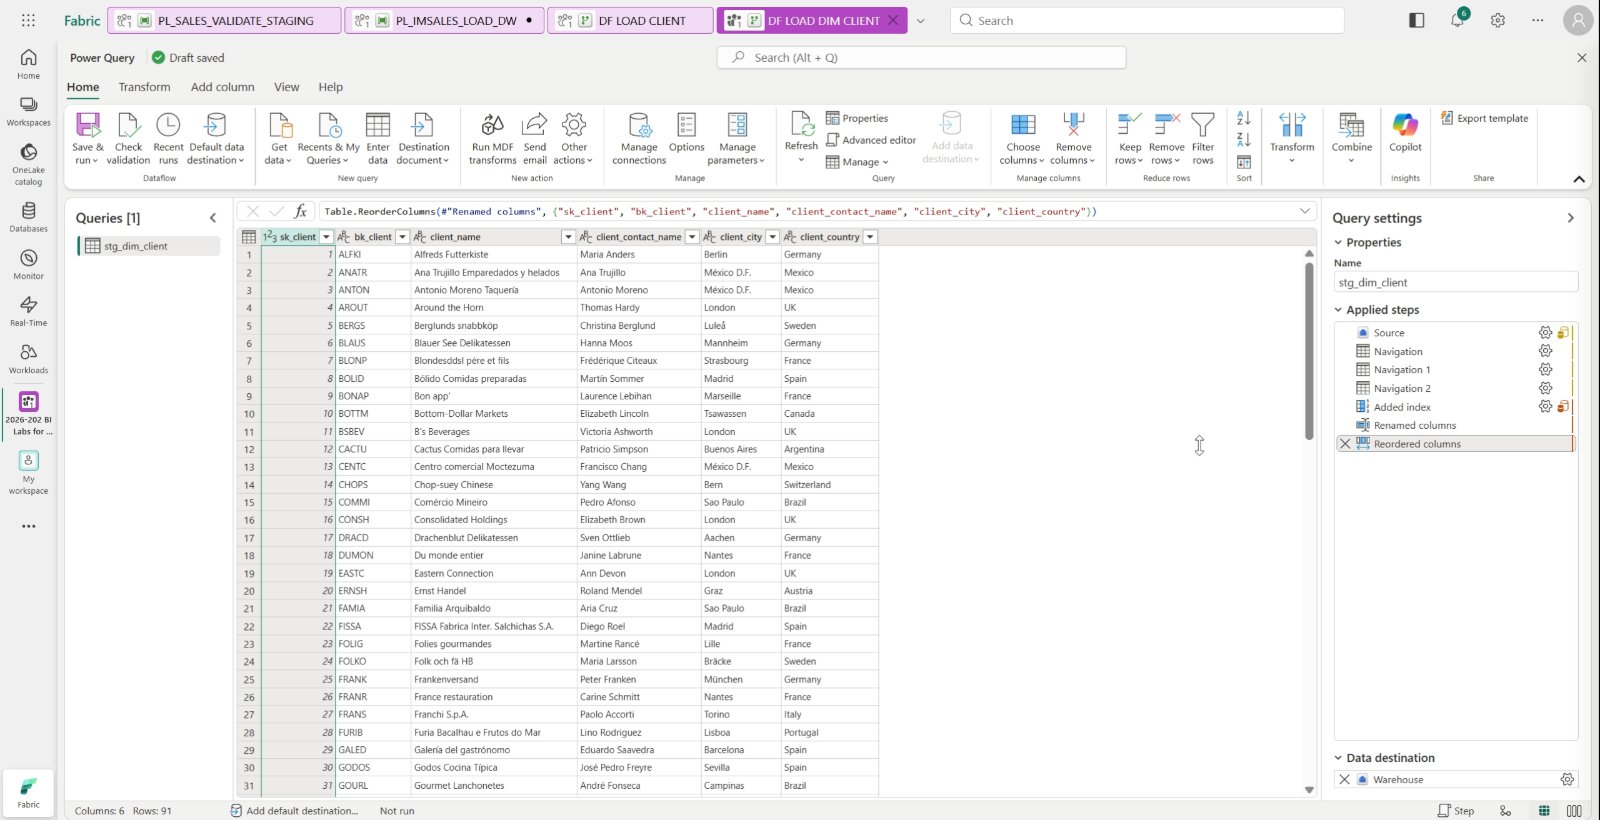 Fabric
PL_SALES_VALIDATE_STAGING
PL_IMSALES_LOAD_DW
DF LOAD CLIENT
DF LOAD DIM CLIENT
Search
6
Power Query
Draft saved
Search (Alt + Q)
Home
Transform
Add column
View
Help
Save & run
Check validation
Recent runs
Default data destination
Dataflow
Get data
Recents & My Queries
Enter data
Destination document
New query
Run MDF transforms
Send email
Other actions
New action
Manage connections
Options
Manage parameters
Manage
Refresh
Properties
Advanced editor
Manage
Add data destination
Query
Choose columns
Remove columns
Manage columns
Keep rows
Remove rows
Filter rows
Reduce rows
Sort
Transform
Combine
Copilot
Insights
Export template
Share
Home
Workspaces
OneLake catalog
Databases
Monitor
Real-Time
Workloads
2026-202 BI Labs for ...
My workspace
Fabric
Queries [1]
stg_dim_client
fx Table.ReorderColumns(#"Renamed columns", {"sk_client", "bk_client", "client_name", "client_contact_name", "client_city", "client_country"})
sk_client bk_client client_name client_contact_name client_city client_country
1 1 ALFKI Alfreds Futterkiste Maria Anders Berlin Germany
2 2 ANATR Ana Trujillo Emparedados y helados Ana Trujillo México D.F. Mexico
3 3 ANTON Antonio Moreno Taquería Antonio Moreno México D.F. Mexico
4 4 AROUT Around the Horn Thomas Hardy London UK
5 5 BERGS Berglunds snabbköp Christina Berglund Luleå Sweden
6 6 BLAUS Blauer See Delikatessen Hanna Moos Mannheim Germany
7 7 BLONP Blondesddsl père et fils Frédérique Citeaux Strasbourg France
8 8 BOLID Bólido Comidas preparadas Martín Sommer Madrid Spain
9 9 BONAP Bon app' Laurence Lebihan Marseille France
10 10 BOTTM Bottom-Dollar Markets Elizabeth Lincoln Tsawassen Canada
11 11 BSBEV B's Beverages Victoria Ashworth London UK
12 12 CACTU Cactus Comidas para llevar Patricio Simpson Buenos Aires Argentina
13 13 CENTC Centro comercial Moctezuma Francisco Chang México D.F. Mexico
14 14 CHOPS Chop-suey Chinese Yang Wang Bern Switzerland
15 15 COMMI Comércio Mineiro Pedro Afonso Sao Paulo Brazil
16 16 CONSH Consolidated Holdings Elizabeth Brown London UK
17 17 DRACD Drachenblut Delikatessen Sven Ottlieb Aachen Germany
18 18 DUMON Du monde entier Janine Labrune Nantes France
19 19 EASTC Eastern Connection Ann Devon London UK
20 20 ERNSH Ernst Handel Roland Mendel Graz Austria
21 21 FAMIA Familia Arquibaldo Aria Cruz Sao Paulo Brazil
22 22 FISSA FISSA Fabrica Inter. Salchichas S.A. Diego Roel Madrid Spain
23 23 FOLIG Folies gourmandes Martine Rancé Lille France
24 24 FOLKO Folk och fä HB Maria Larsson Bräcke Sweden
25 25 FRANK Frankenversand Peter Franken München Germany
26 26 FRANR France restauration Carine Schmitt Nantes France
27 27 FRANS Franchi S.p.A. Paolo Accorti Torino Italy
28 28 FURIB Furia Bacalhau e Frutos do Mar Lino Rodriguez Lisboa Portugal
29 29 GALED Galería del gastrónomo Eduardo Saavedra Barcelona Spain
30 30 GODOS Godos Cocina Típica José Pedro Freyre Sevilla Spain
31 31 GOURL Gourmet Lanchonetes André Fonseca Campinas Brazil
Query settings
Properties
Name
stg_dim_client
Applied steps
Source
Navigation
Navigation 1
Navigation 2
Added index
Renamed columns
Reordered columns
Data destination
Warehouse
Columns: 6 Rows: 91
Add default destination...
Not run
Step